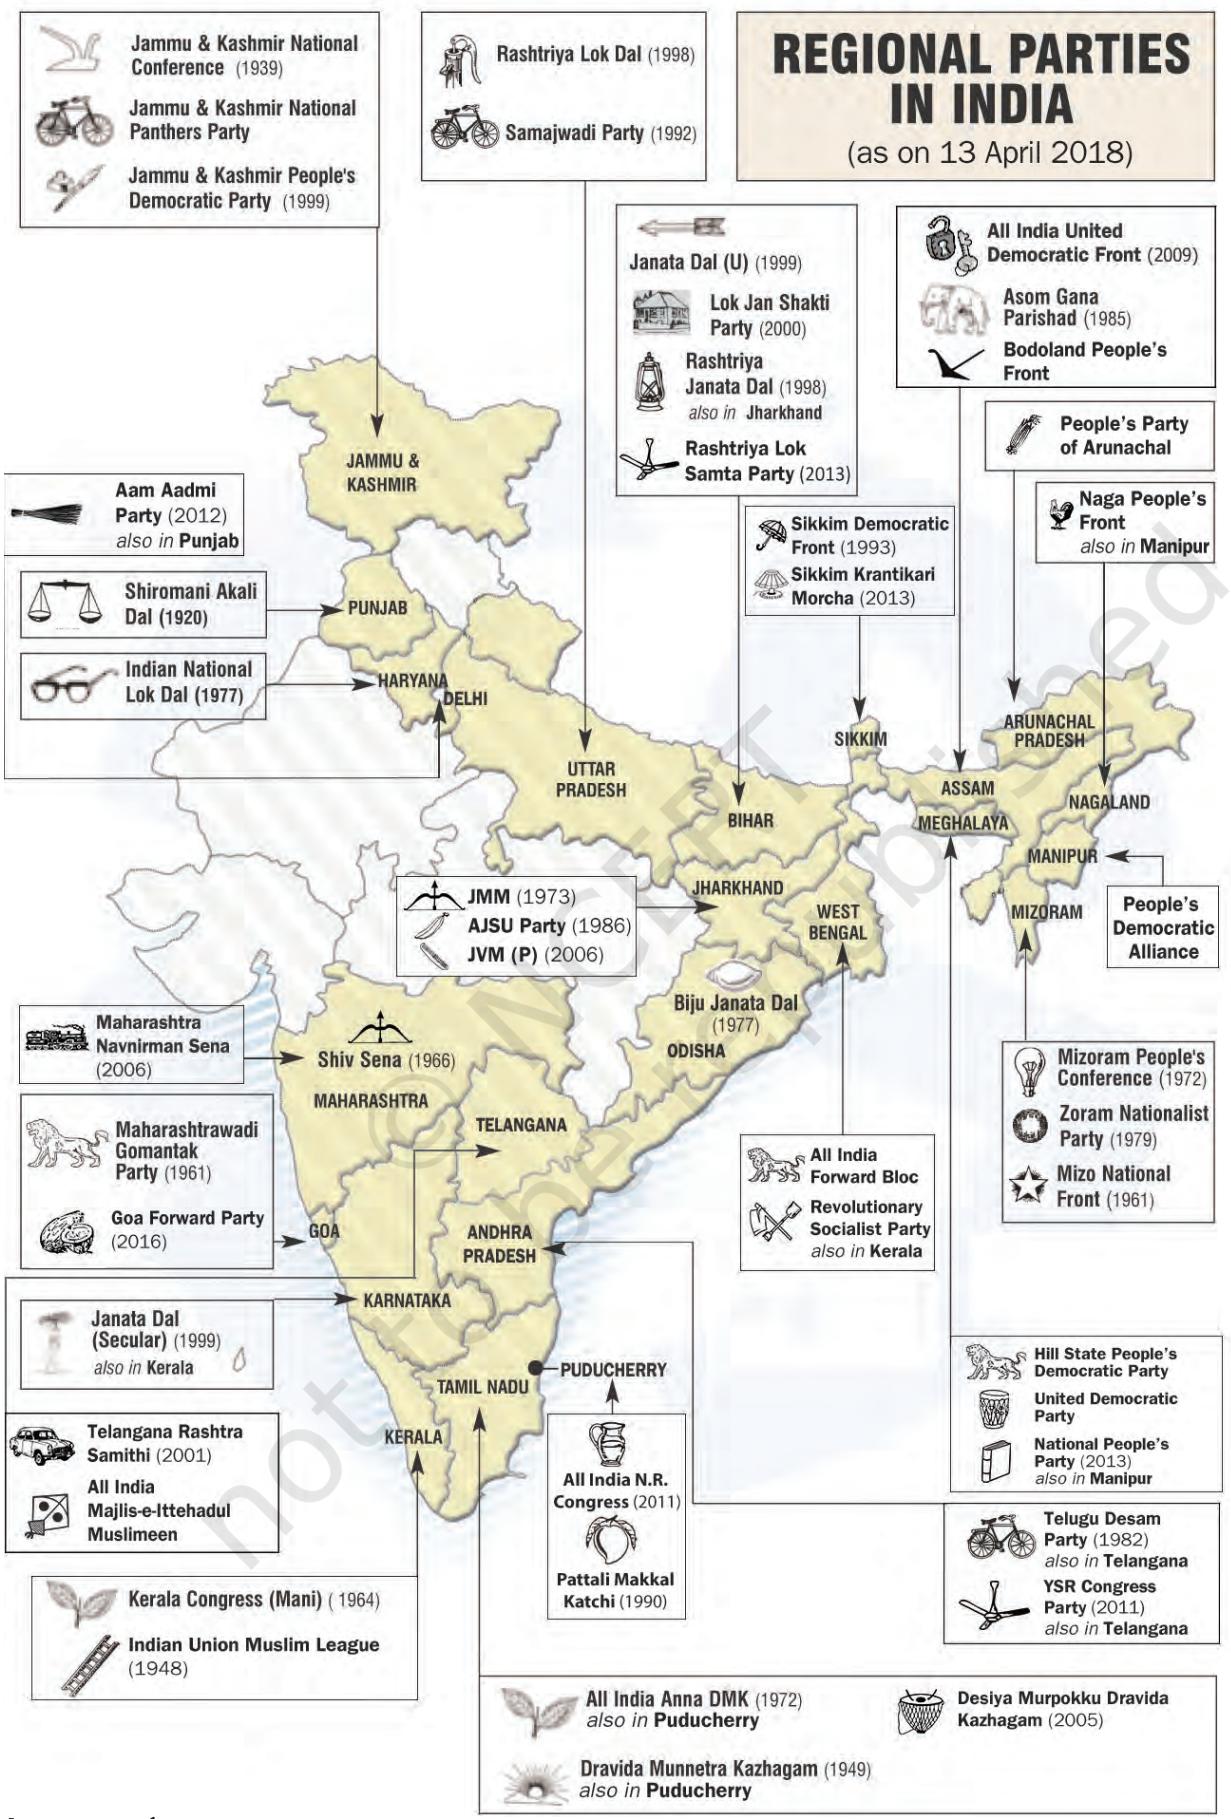 REGIONAL PARTIES
IN INDIA
(as on 13 April 2018)
Jammu & Kashmir National
Conference (1939)
Jammu & Kashmir National
Panthers Party
Jammu & Kashmir People's
Democratic Party (1999)
Rashtriya Lok Dal (1998)
Samajwadi Party (1992)
Janata Dal (U) (1999)
Lok Jan Shakti
Party (2000)
Rashtriya
Janata Dal (1998)
also in Jharkhand
Rashtriya Lok
Samta Party (2013)
All India United
Democratic Front (2009)
Asom Gana
Parishad (1985)
Bodoland People's
Front
People's Party
of Arunachal
Naga People's
Front
also in Manipur
Sikkim Democratic
Front (1993)
Sikkim Krantikari
Morcha (2013)
Aam Aadmi
Party (2012)
also in Punjab
Shiromani Akali
Dal (1920)
Indian National
Lok Dal (1977)
JAMMU &
KASHMIR
PUNJAB
HARYANA
DELHI
UTTAR
PRADESH
BIHAR
SIKKIM
ARUNACHAL
PRADESH
ASSAM
NAGALAND
MEGHALAYA
MANIPUR
MIZORAM
JHARKHAND
WEST
BENGAL
JMM (1973)
AJSU Party (1986)
JVM (P) (2006)
People's
Democratic
Alliance
Biju Janata Dal
(1977)
ODISHA
Maharashtra
Navnirman Sena
(2006)
Shiv Sena (1966)
MAHARASHTRA
TELANGANA
Maharashtrawadi
Gomantak
Party (1961)
Goa Forward Party
(2016)
GOA
ANDHRA
PRADESH
KARNATAKA
Mizoram People's
Conference (1972)
Zoram Nationalist
Party (1979)
Mizo National
Front (1961)
All India
Forward Bloc
Revolutionary
Socialist Party
also in Kerala
Janata Dal
(Secular) (1999)
also in Kerala
PUDUCHERRY
TAMIL NADU
KERALA
Telangana Rashtra
Samithi (2001)
All India
Majlis-e-Ittehadul
Muslimeen
All India N.R.
Congress (2011)
Pattali Makkal
Katchi (1990)
Hill State People's
Democratic Party
United Democratic
Party
National People's
Party (2013)
also in Manipur
Telugu Desam
Party (1982)
also in Telangana
YSR Congress
Party (2011)
also in Telangana
Kerala Congress (Mani) ( 1964)
Indian Union Muslim League
(1948)
All India Anna DMK (1972)
also in Puducherry
Desiya Murpokku Dravida
Kazhagam (2005)
Dravida Munnetra Kazhagam (1949)
also in Puducherry
© NCERT
not to be republished